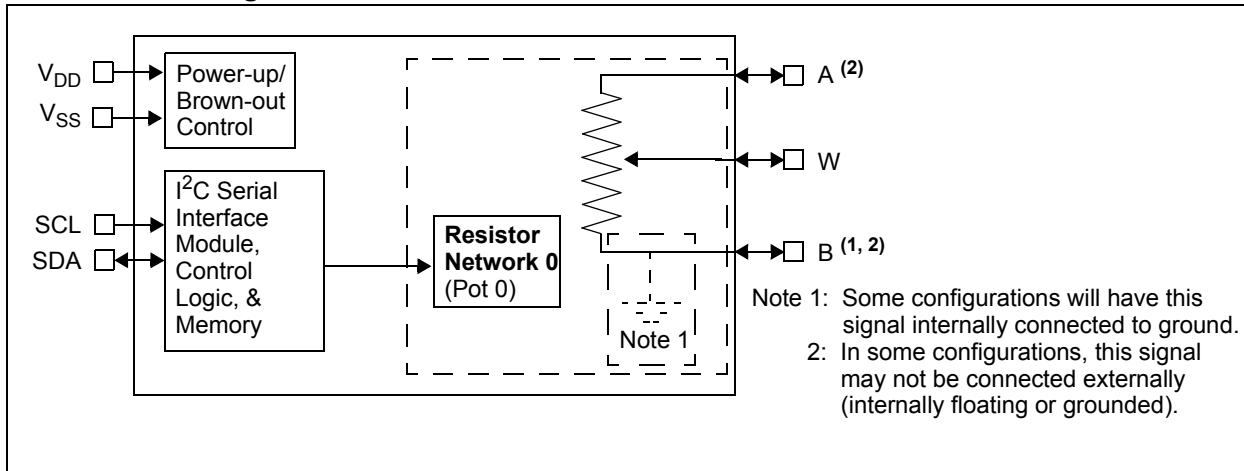 V_DD
V_SS
Power-up/
Brown-out
Control
SCL
SDA
I²C Serial
Interface
Module,
Control
Logic, &
Memory
Resistor
Network 0
(Pot 0)
Note 1
A (2)
W
B (1, 2)
Note 1: Some configurations will have this
signal internally connected to ground.
2: In some configurations, this signal
may not be connected externally
(internally floating or grounded).